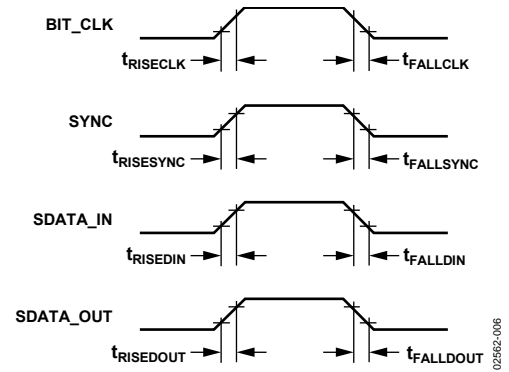 BIT_CLK
tRISECLK
tFALLCLK
SYNC
tRISESYNC
tFALLSYNC
SDATA_IN
tRISEDIN
tFALLDIN
SDATA_OUT
tRISEDOUT
tFALLDOUT
02562-006